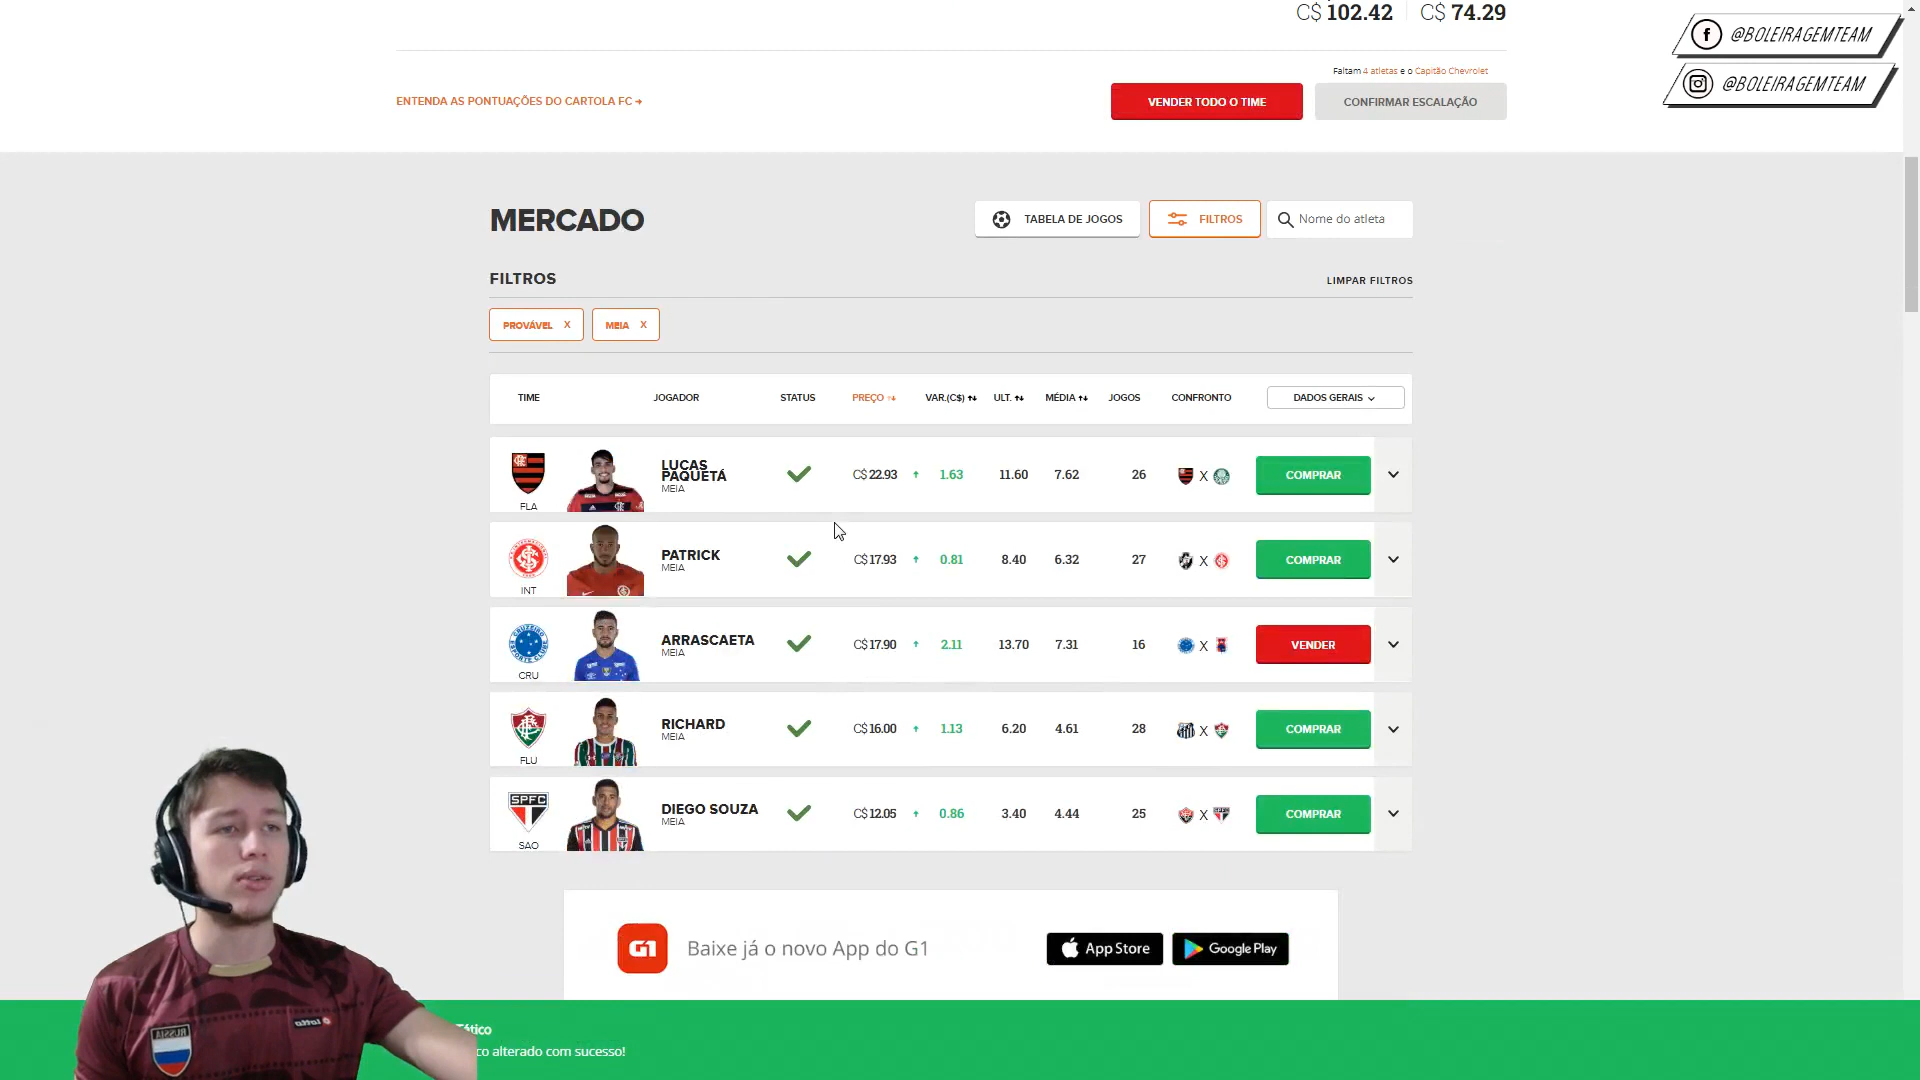 C$ 102.42 C$ 74.29
@BOLEIRAGEMTEAM
Faltam 4 atletas e o Capitão Chevrolet
@BOLEIRAGEMTEAM
ENTENDA AS PONTUAÇÕES DO CARTOLA FC
VENDER TODO O TIME
CONFIRMAR ESCALAÇÃO
MERCADO
TABELA DE JOGOS
FILTROS
Nome do atleta
FILTROS
LIMPAR FILTROS
PROVÁVEL X
MEIA X
TIME JOGADOR STATUS PREÇO VAR.(C$) ULT. MÉDIA JOGOS CONFRONTO DADOS GERAIS
FLA
LUCAS PAQUETÁ
MEIA
C$ 22.93 1.63 11.60 7.62 26 X COMPRAR
INT
PATRICK
MEIA
C$ 17.93 0.81 8.40 6.32 27 X COMPRAR
CRU
ARRASCAETA
MEIA
C$ 17.90 2.11 13.70 7.31 16 X VENDER
FLU
RICHARD
MEIA
C$ 16.00 1.13 6.20 4.61 28 X COMPRAR
SPFC
SAO
DIEGO SOUZA
MEIA
C$ 12.05 0.86 3.40 4.44 25 X COMPRAR
G1
Baixe já o novo App do G1
App Store
Google Play
Tático
co alterado com sucesso!
RUSSIA
lotto